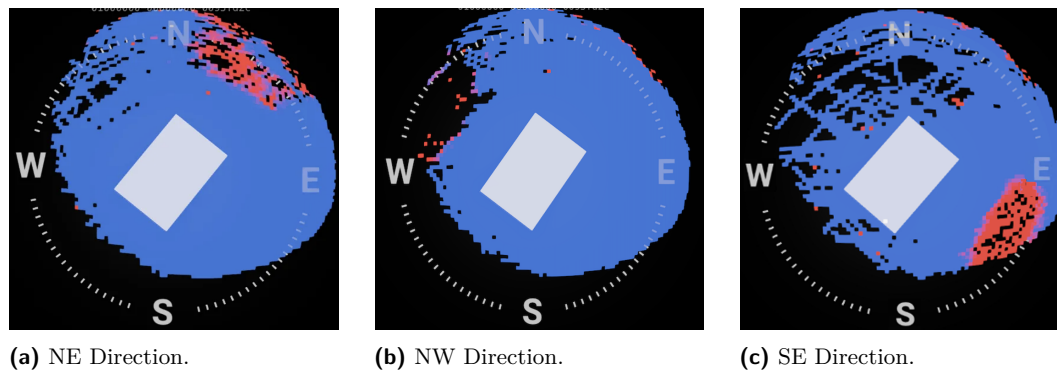 N N N
W E W W E
S S S
(a) NE Direction. (b) NW Direction. (c) SE Direction.